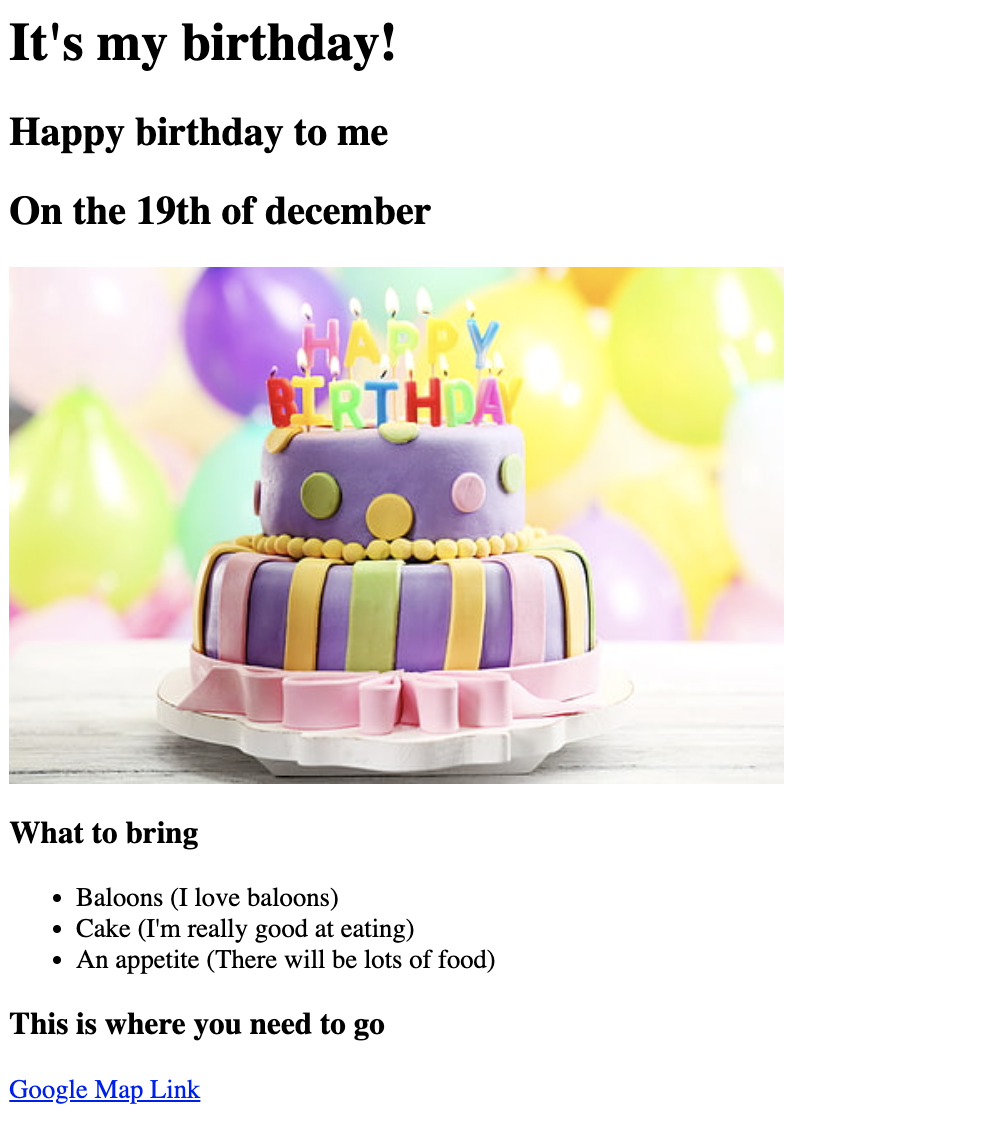 It's my birthday!
Happy birthday to me
On the 19th of december
HAPPY
BIRTHDAY
What to bring
Baloons (I love baloons)
Cake (I'm really good at eating)
An appetite (There will be lots of food)
This is where you need to go
Google Map Link